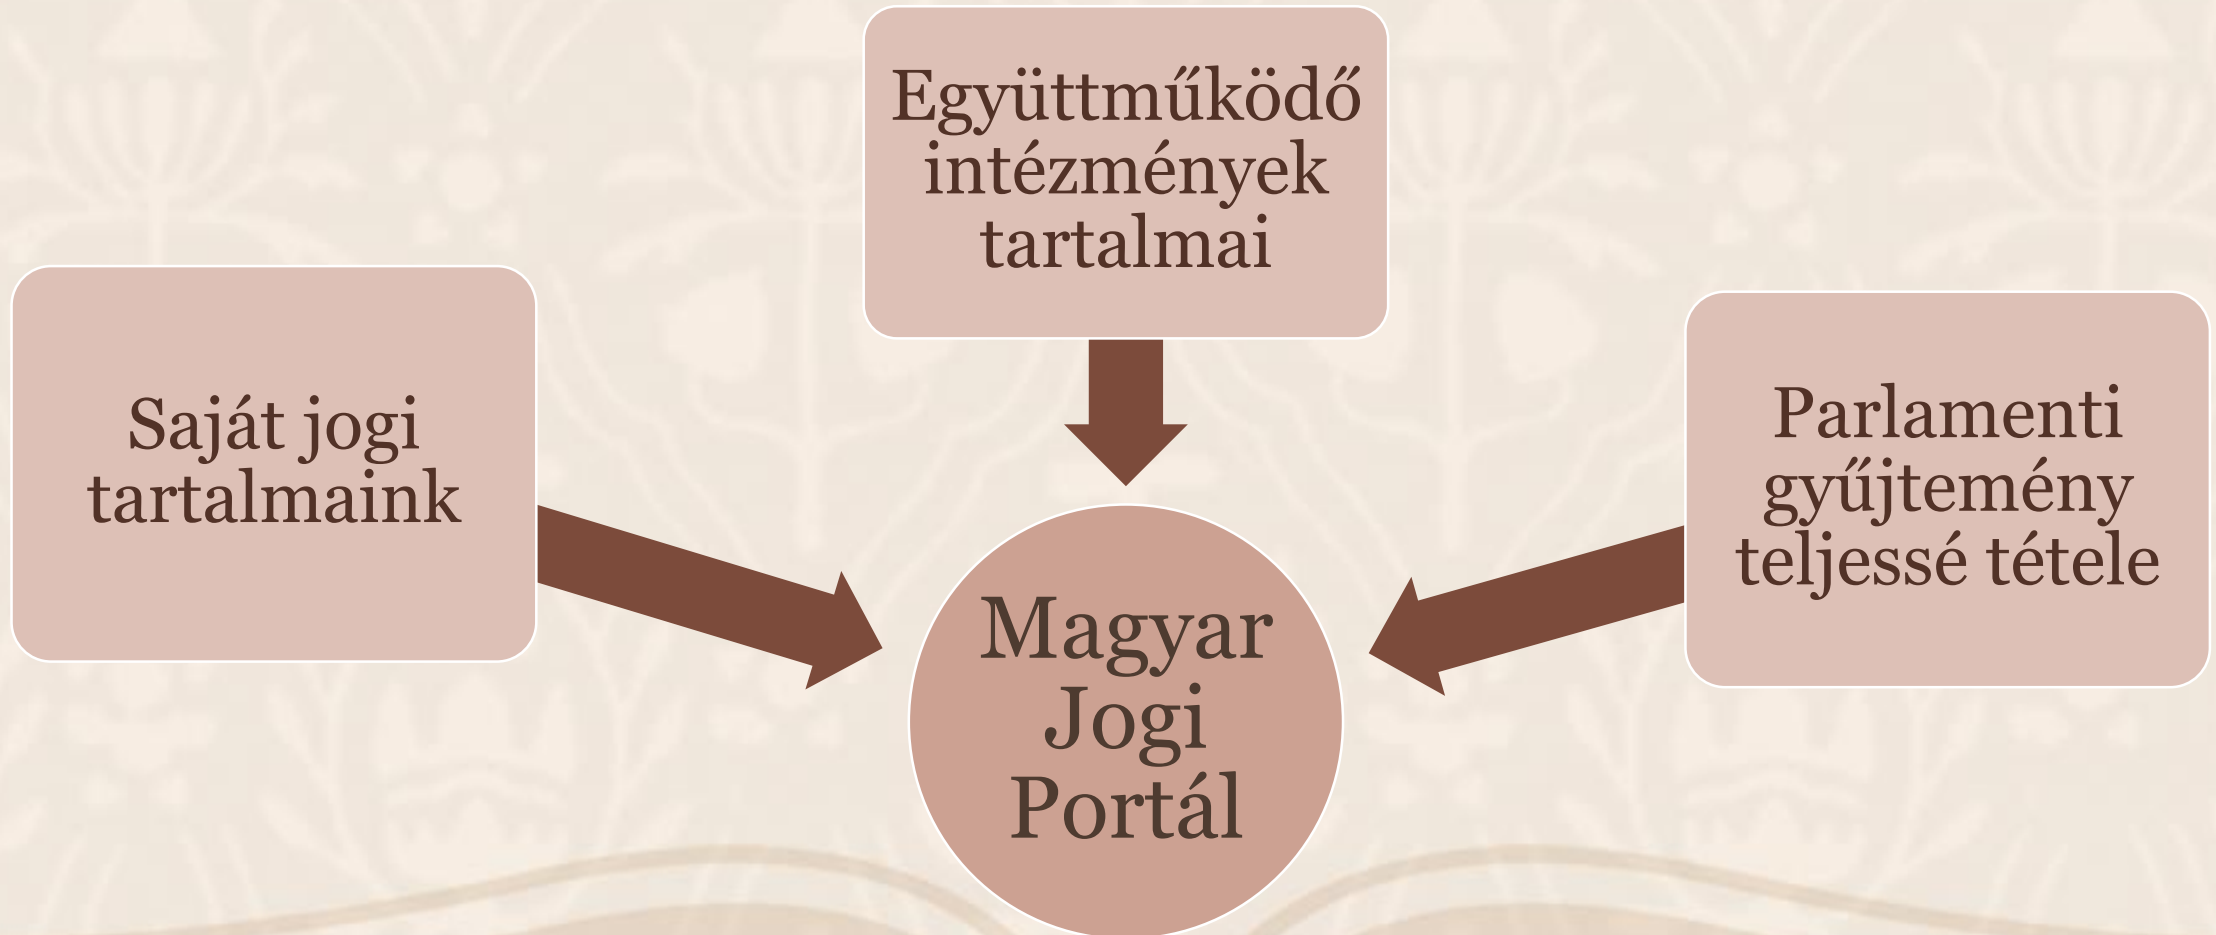 Együttműködő
intézmények
tartalmai
Saját jogi
tartalmaink
Parlamenti
gyűjtemény
teljessé tétele
Magyar
Jogi
Portál